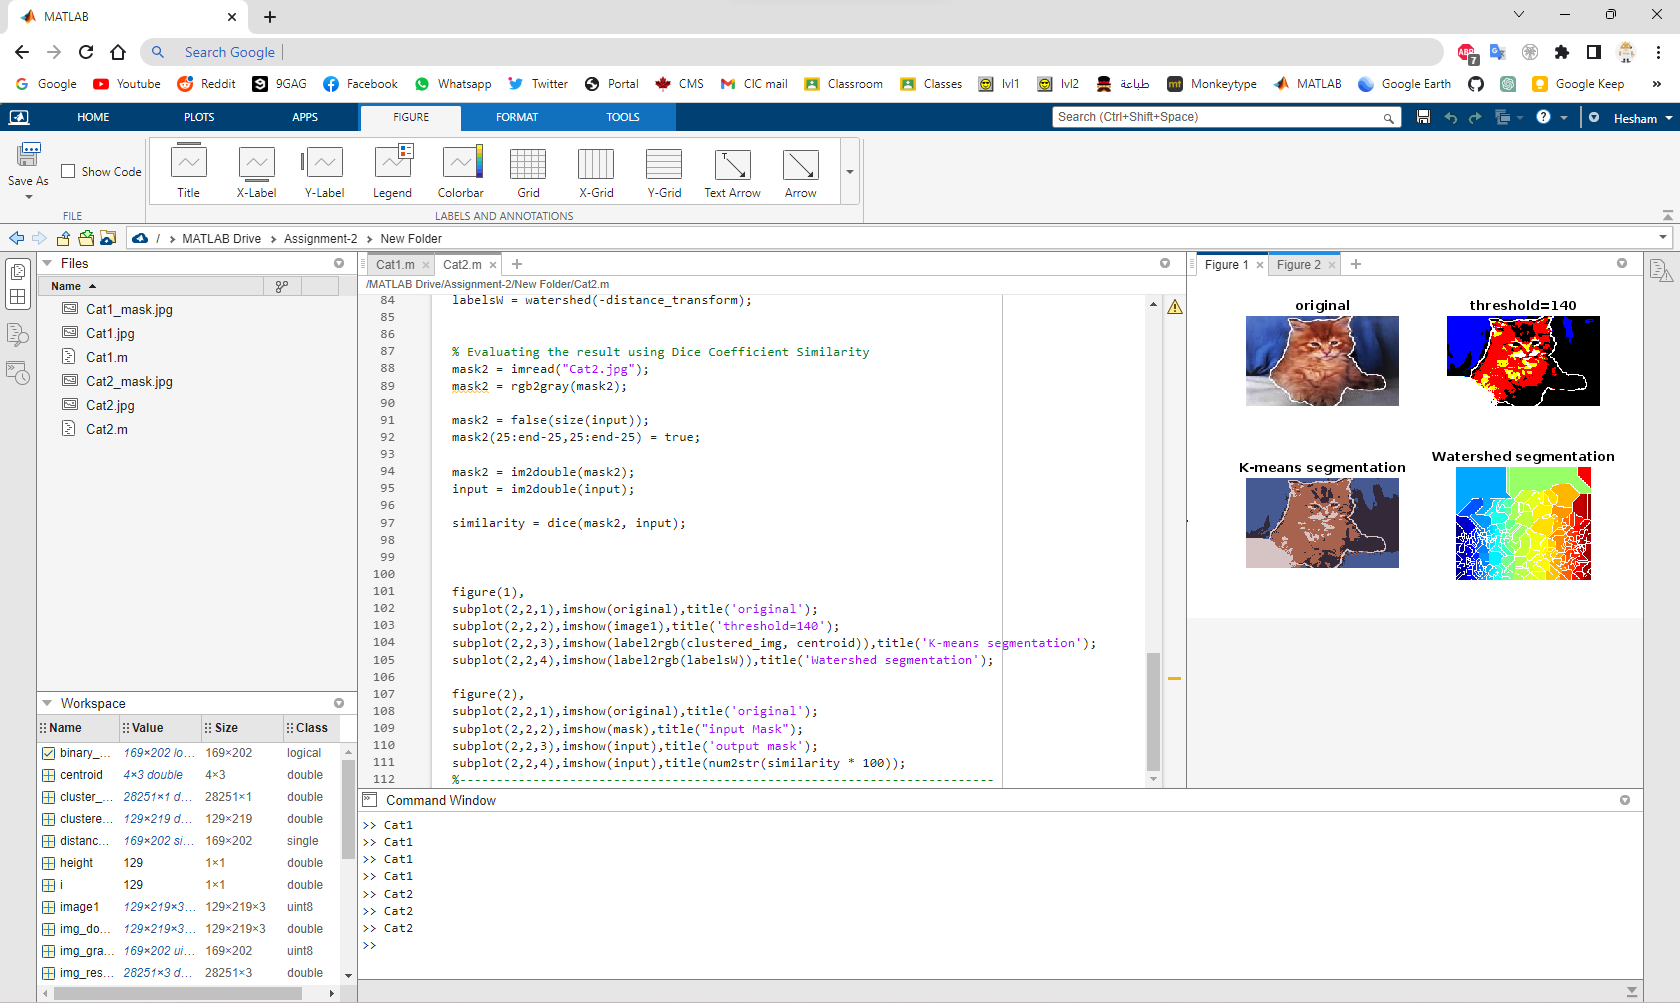 MATLAB
Search Google
7
Google Youtube Reddit 9GAG Facebook Whatsapp Twitter Portal CMS CIC mail Classroom Classes lvl1 lvl2 طباعة Monkeytype MATLAB Google Earth Google Keep »
HOME PLOTS APPS FIGURE FORMAT TOOLS Search (Ctrl+Shift+Space) Hesham
Save As Show Code Title X-Label Y-Label Legend Colorbar Grid X-Grid Y-Grid Text Arrow Arrow
FILE LABELS AND ANNOTATIONS
/ MATLAB Drive Assignment-2 New Folder
Files
Name
Cat1_mask.jpg
Cat1.jpg
Cat1.m
Cat2_mask.jpg
Cat2.jpg
Cat2.m
Cat1.m Cat2.m
/MATLAB Drive/Assignment-2/New Folder/Cat2.m
84 labelsW = watershed(-distance_transform);
85
86
87 % Evaluating the result using Dice Coefficient Similarity
88 mask2 = imread("Cat2.jpg");
89 mask2 = rgb2gray(mask2);
90
91 mask2 = false(size(input));
92 mask2(25:end-25,25:end-25) = true;
93
94 mask2 = im2double(mask2);
95 input = im2double(input);
96
97 similarity = dice(mask2, input);
98
99
100
101 figure(1),
102 subplot(2,2,1),imshow(original),title('original');
103 subplot(2,2,2),imshow(image1),title('threshold=140');
104 subplot(2,2,3),imshow(label2rgb(clustered_img, centroid)),title('K-means segmentation');
105 subplot(2,2,4),imshow(label2rgb(labelsW)),title('Watershed segmentation');
106
107 figure(2),
108 subplot(2,2,1),imshow(original),title('original');
109 subplot(2,2,2),imshow(mask),title("input Mask");
110 subplot(2,2,3),imshow(input),title('output mask');
111 subplot(2,2,4),imshow(input),title(num2str(similarity * 100));
112 %--------------------------------------------------------------------------
Figure 1 Figure 2
original threshold=140
K-means segmentation Watershed segmentation
Workspace
Name Value Size Class
binary_... 169×202 lo... 169×202 logical
centroid 4×3 double 4×3 double
cluster_... 28251×1 d... 28251×1 double
clustere... 129×219 d... 129×219 double
distanc... 169×202 si... 169×202 single
height 129 1×1 double
i 129 1×1 double
image1 129×219×3... 129×219×3 uint8
img_do... 129×219×3... 129×219×3 double
img_gra... 169×202 ui... 169×202 uint8
img_res... 28251×3 d... 28251×3 double
Command Window
>> Cat1
>> Cat1
>> Cat1
>> Cat1
>> Cat2
>> Cat2
>> Cat2
>>